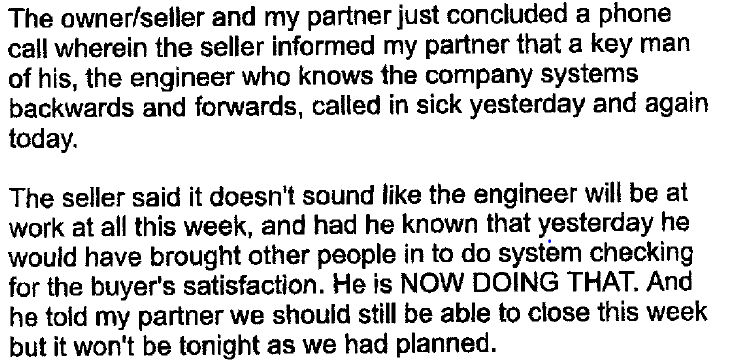 The owner/seller and my partner just concluded a phone
call wherein the seller informed my partner that a key man
of his, the engineer who knows the company systems
backwards and forwards, called in sick yesterday and again
today.
The seller said it doesn't sound like the engineer will be at
work at all this week, and had he known that yesterday he
would have brought other people in to do system checking
for the buyer's satisfaction. He is NOW DOING THAT. And
he told my partner we should still be able to close this week
but it won't be tonight as we had planned.